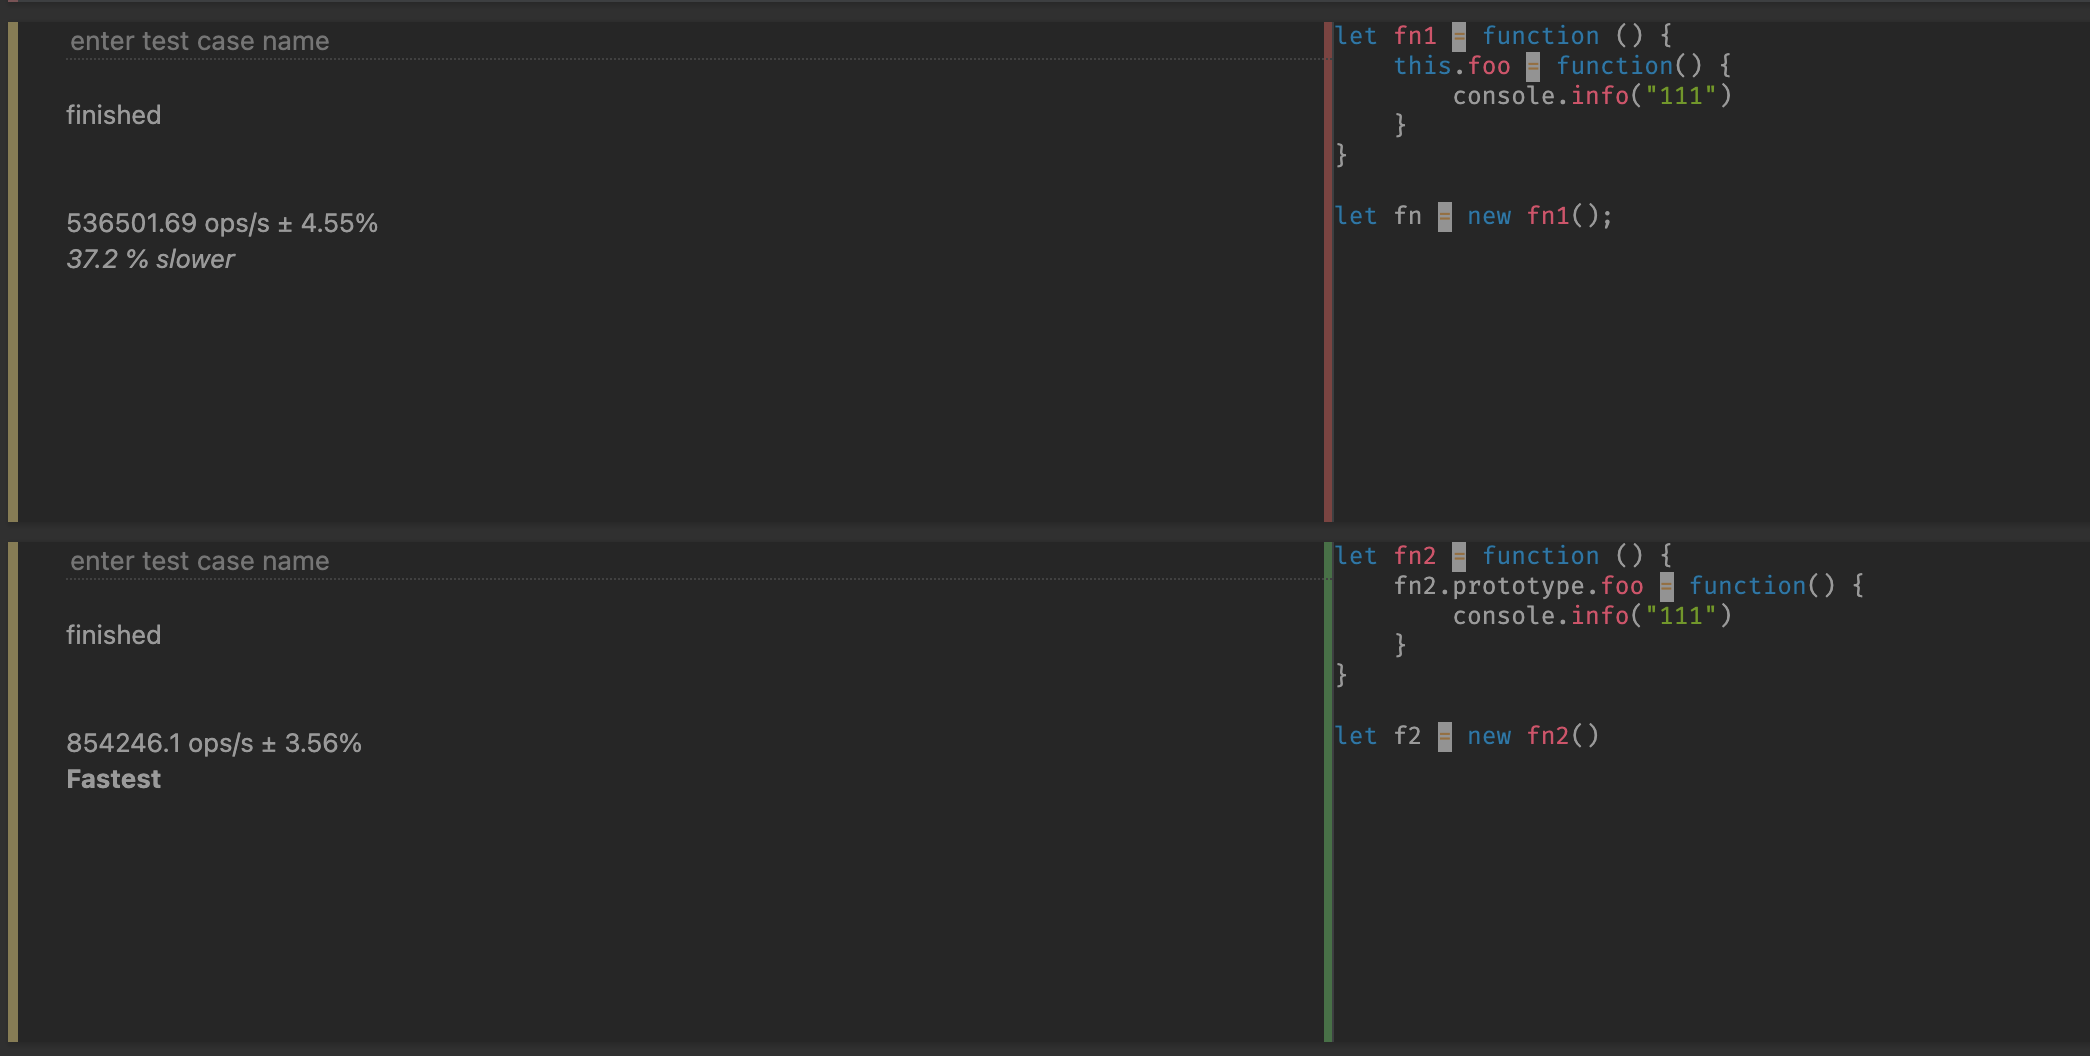 enter test case name
finished
536501.69 ops/s ± 4.55%
37.2 % slower
let fn1 = function () {
    this.foo = function() {
        console.info("111")
    }
}
let fn = new fn1();
enter test case name
finished
854246.1 ops/s ± 3.56%
Fastest
let fn2 = function () {
    fn2.prototype.foo = function() {
        console.info("111")
    }
}
let f2 = new fn2()